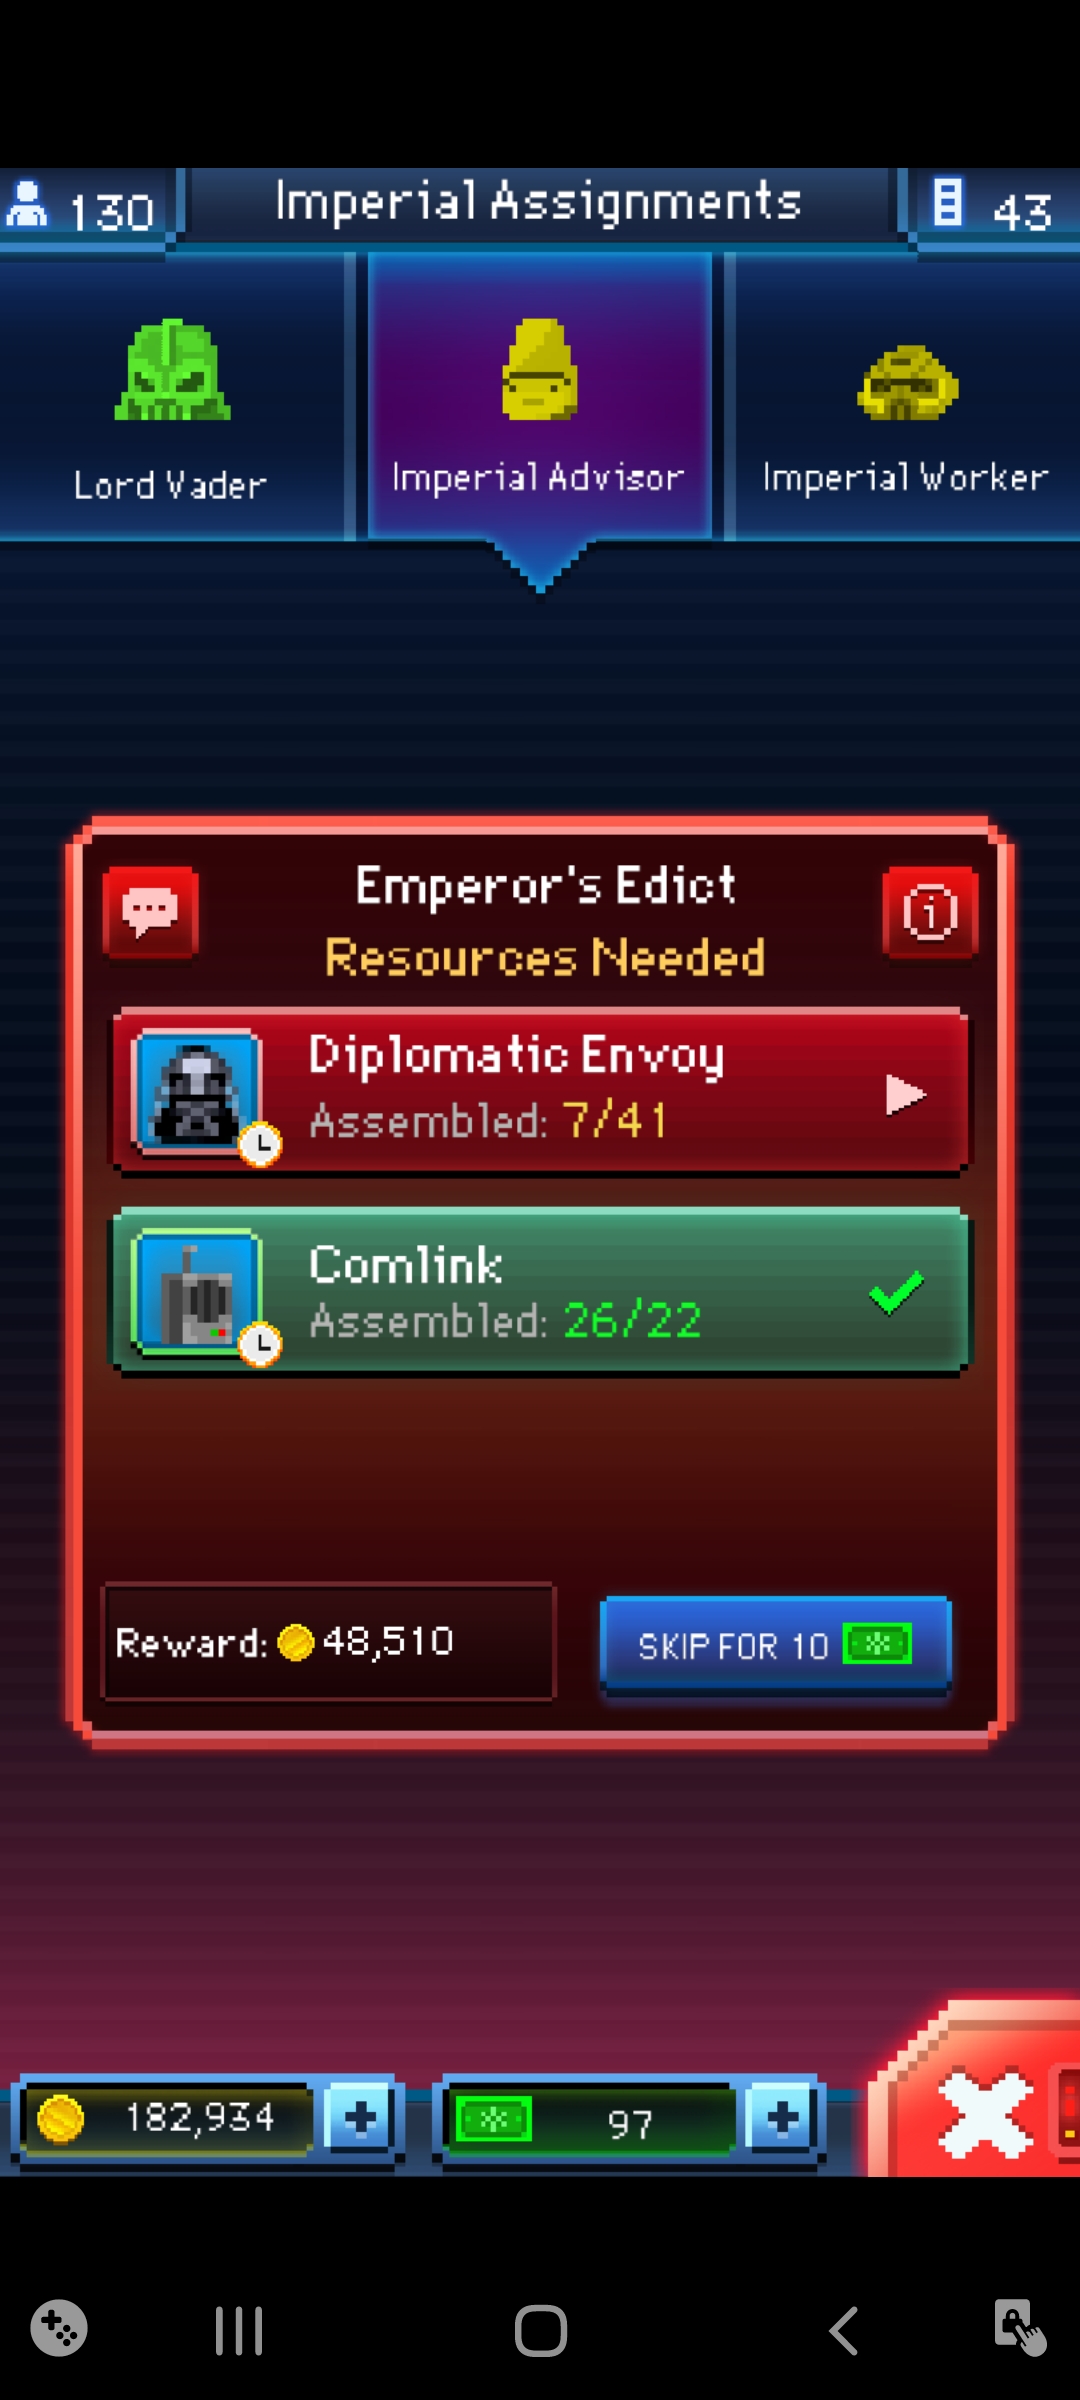 130
Imperial Assignments
43
Lord Vader
Imperial Advisor
Imperial Worker
Emperor's Edict
Resources Needed
Diplomatic Envoy
Assembled: 7/41
Comlink
Assembled: 26/22
Reward: 48,510
SKIP FOR 10
182,934
97